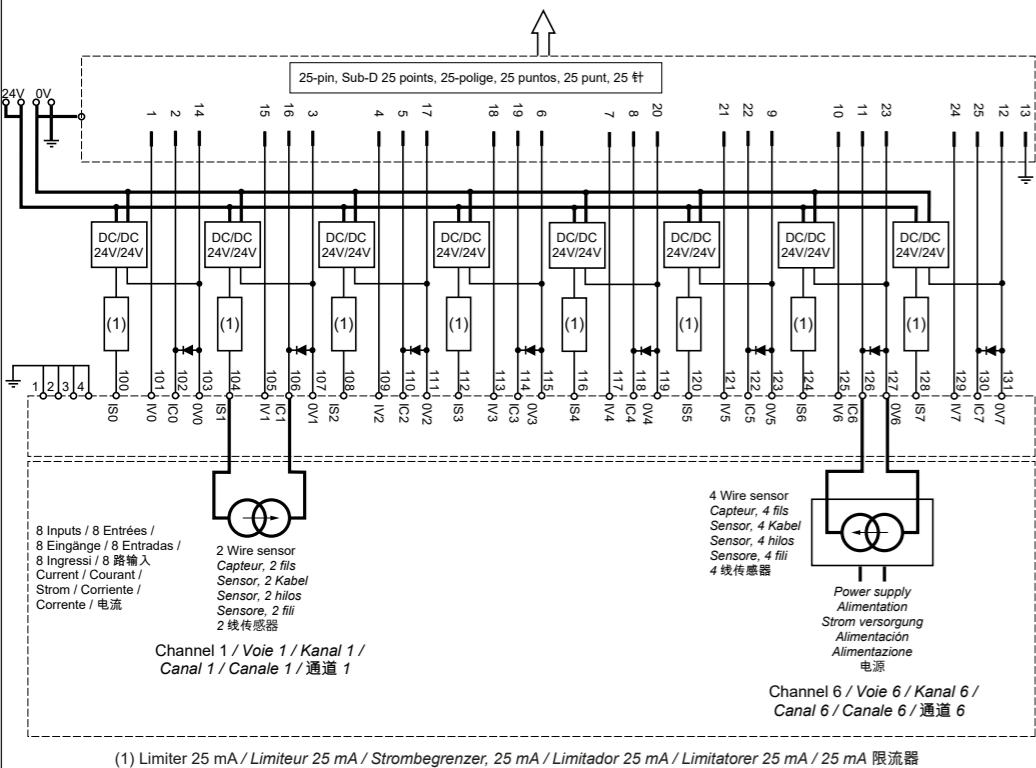 25-pin, Sub-D 25 points, 25-polige, 25 puntos, 25 punt, 25 针
24V 0V
1 2 14 15 16 3 4 5 17 18 19 6 7 8 20 21 22 9 10 11 23 24 25 12 13
DC/DC 24V/24V
DC/DC 24V/24V
DC/DC 24V/24V
DC/DC 24V/24V
DC/DC 24V/24V
DC/DC 24V/24V
DC/DC 24V/24V
DC/DC 24V/24V
(1) (1) (1) (1) (1) (1) (1) (1)
1 2 3 4 100 101 102 103 104 105 106 107 108 109 110 111 112 113 114 115 116 117 118 119 120 121 122 123 124 125 126 127 128 129 130 131
IS0 IV0 IC0 0V0 IS1 IV1 IC1 0V1 IS2 IV2 IC2 0V2 IS3 IV3 IC3 0V3 IS4 IV4 IC4 0V4 IS5 IV5 IC5 0V5 IS6 IV6 IC6 0V6 IS7 IV7 IC7 0V7
8 Inputs / 8 Entrées /
8 Eingänge / 8 Entradas /
8 Ingressi / 8 路输入
Current / Courant /
Strom / Corriente /
Corrente / 电流
2 Wire sensor
Capteur, 2 fils
Sensor, 2 Kabel
Sensor, 2 hilos
Sensore, 2 fili
2 线传感器
Channel 1 / Voie 1 / Kanal 1 /
Canal 1 / Canale 1 / 通道 1
4 Wire sensor
Capteur, 4 fils
Sensor, 4 Kabel
Sensor, 4 hilos
Sensore, 4 fili
4 线传感器
Power supply
Alimentation
Strom versorgung
Alimentación
Alimentazione
电源
Channel 6 / Voie 6 / Kanal 6 /
Canal 6 / Canale 6 / 通道 6
(1) Limiter 25 mA / Limiteur 25 mA / Strombegrenzer, 25 mA / Limitador 25 mA / Limitatorer 25 mA / 25 mA 限流器